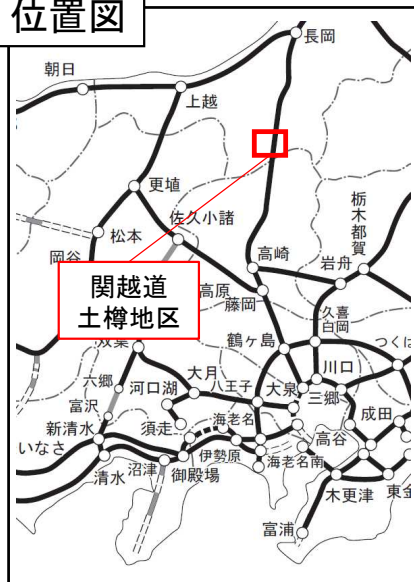 位置図
長岡
朝日
上越
更埴
佐久小諸
松本
岡谷
栃木都賀
高崎
岩舟
関越道
土樽地区
高原
藤岡
久喜
白岡
鶴ヶ島
つくば
双葉
川口
六郷
河口湖
大月
八王子
大泉
三郷
富沢
須走
海老名
成田
新清水
高谷
いなさ
伊勢原
清水
沼津
御殿場
海老名南
木更津
東金
富浦